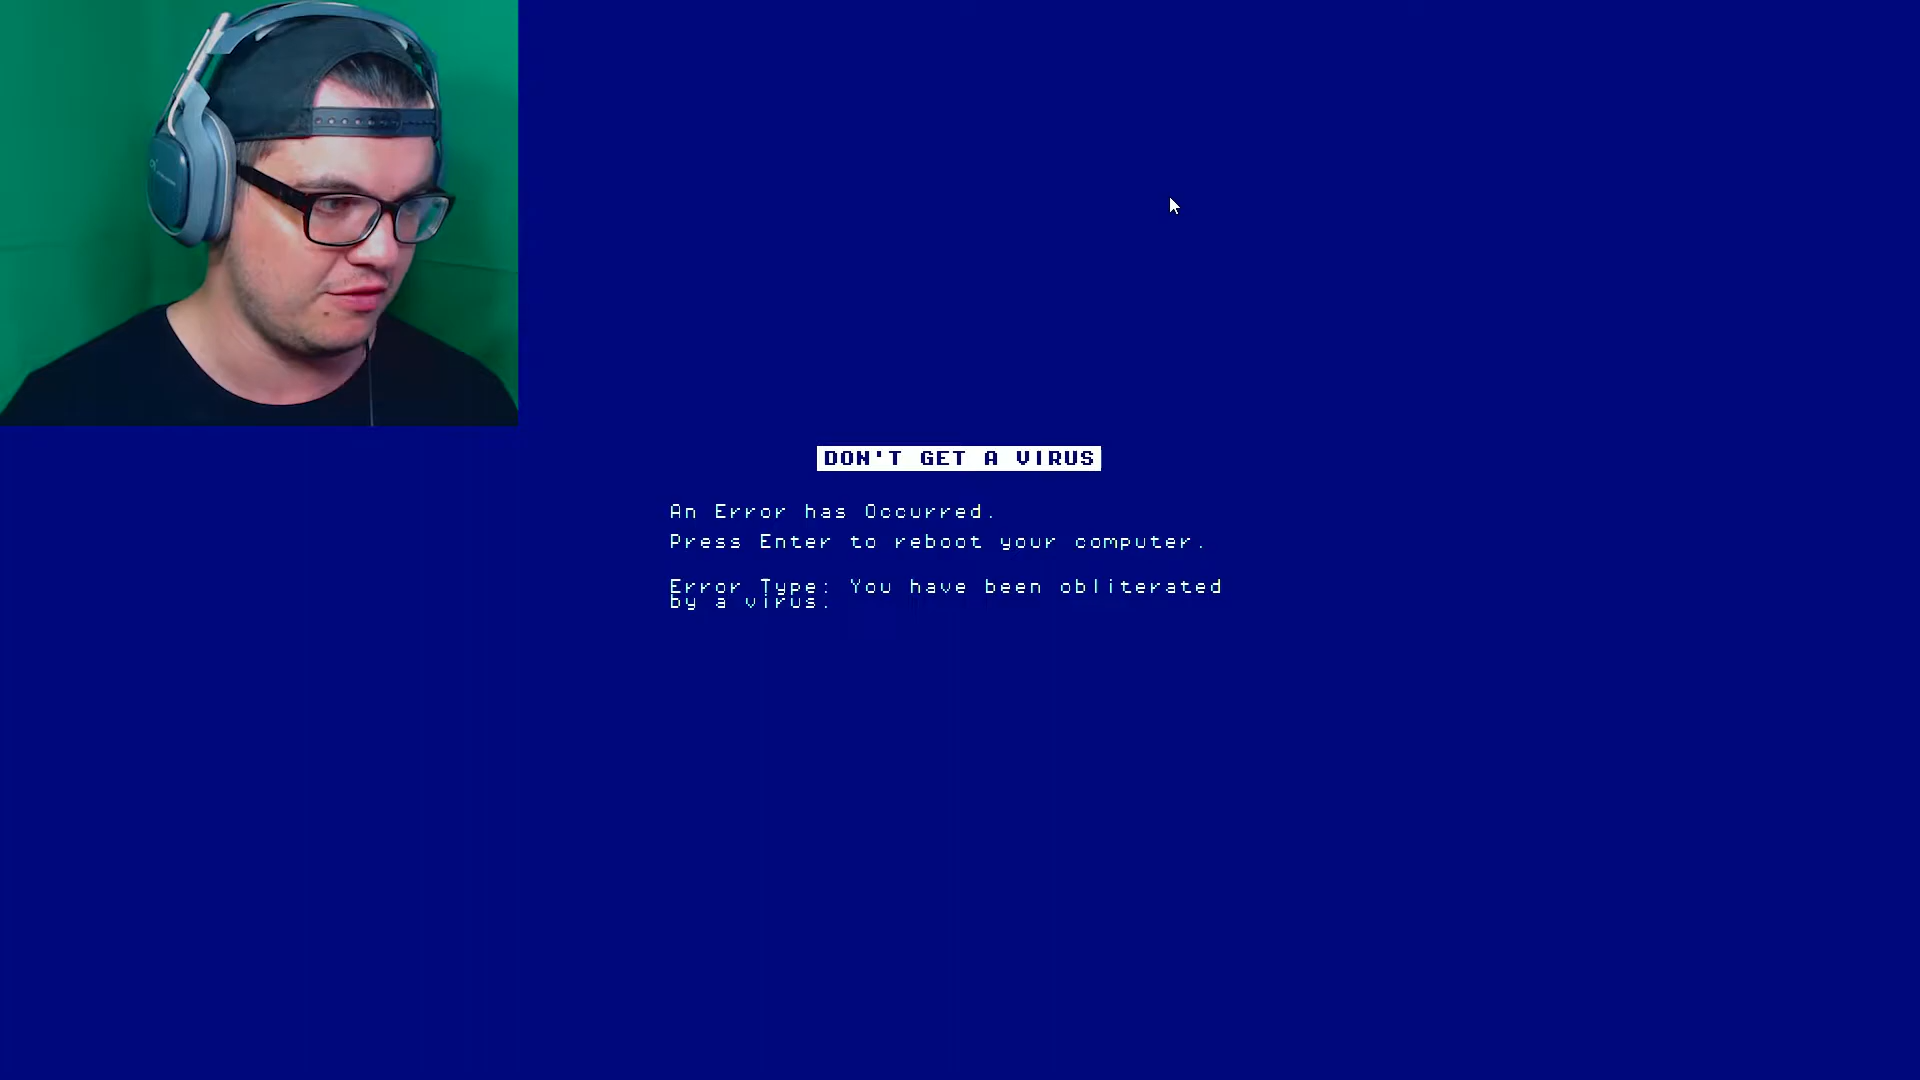 DON'T GET A VIRUS
An Error has Occurred.
Press Enter to reboot your computer.
Error Type: You have been obliterated
by a virus.